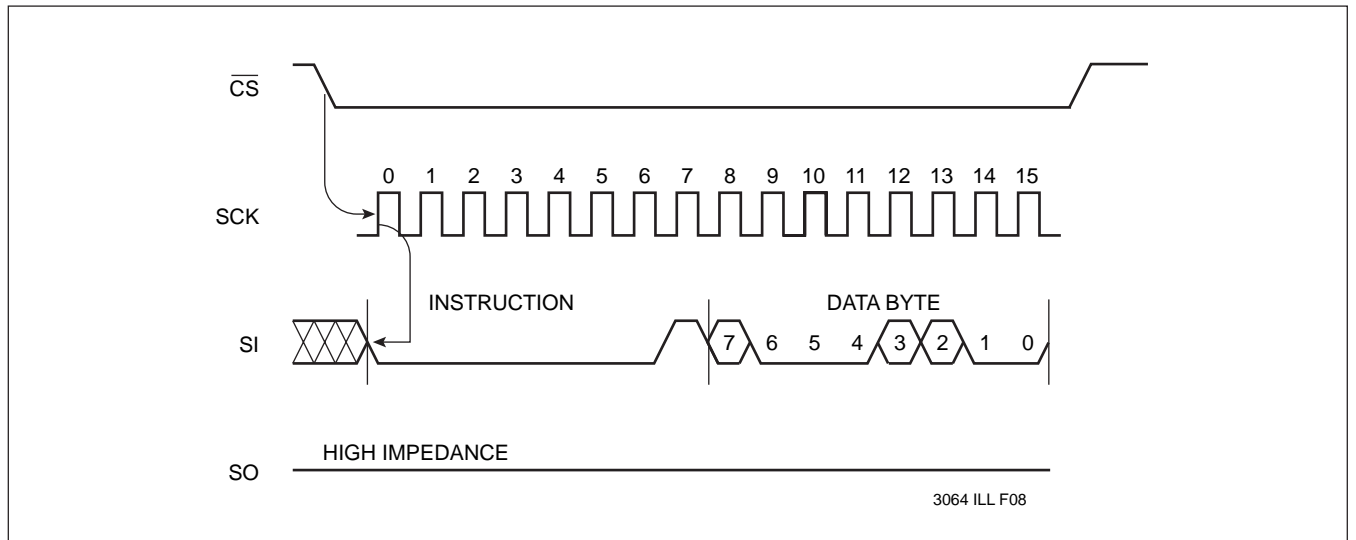 CS
0 1 2 3 4 5 6 7 8 9 10 11 12 13 14 15
SCK
INSTRUCTION DATA BYTE
SI 7 6 5 4 3 2 1 0
HIGH IMPEDANCE
SO
3064 ILL F08